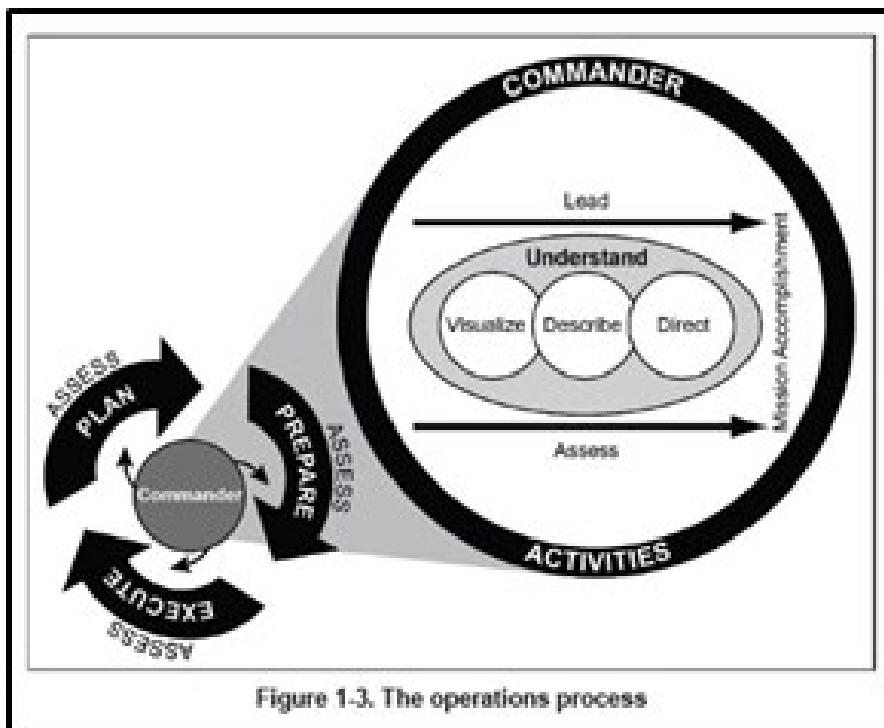 COMMANDER
Lead
Understand
Visualize
Describe
Direct
Mission Accomplishment
Assess
ACTIVITIES
ASSESS
PLAN
PREPARE
ASSESS
Commander
EXECUTE
ASSESS
Figure 1-3. The operations process